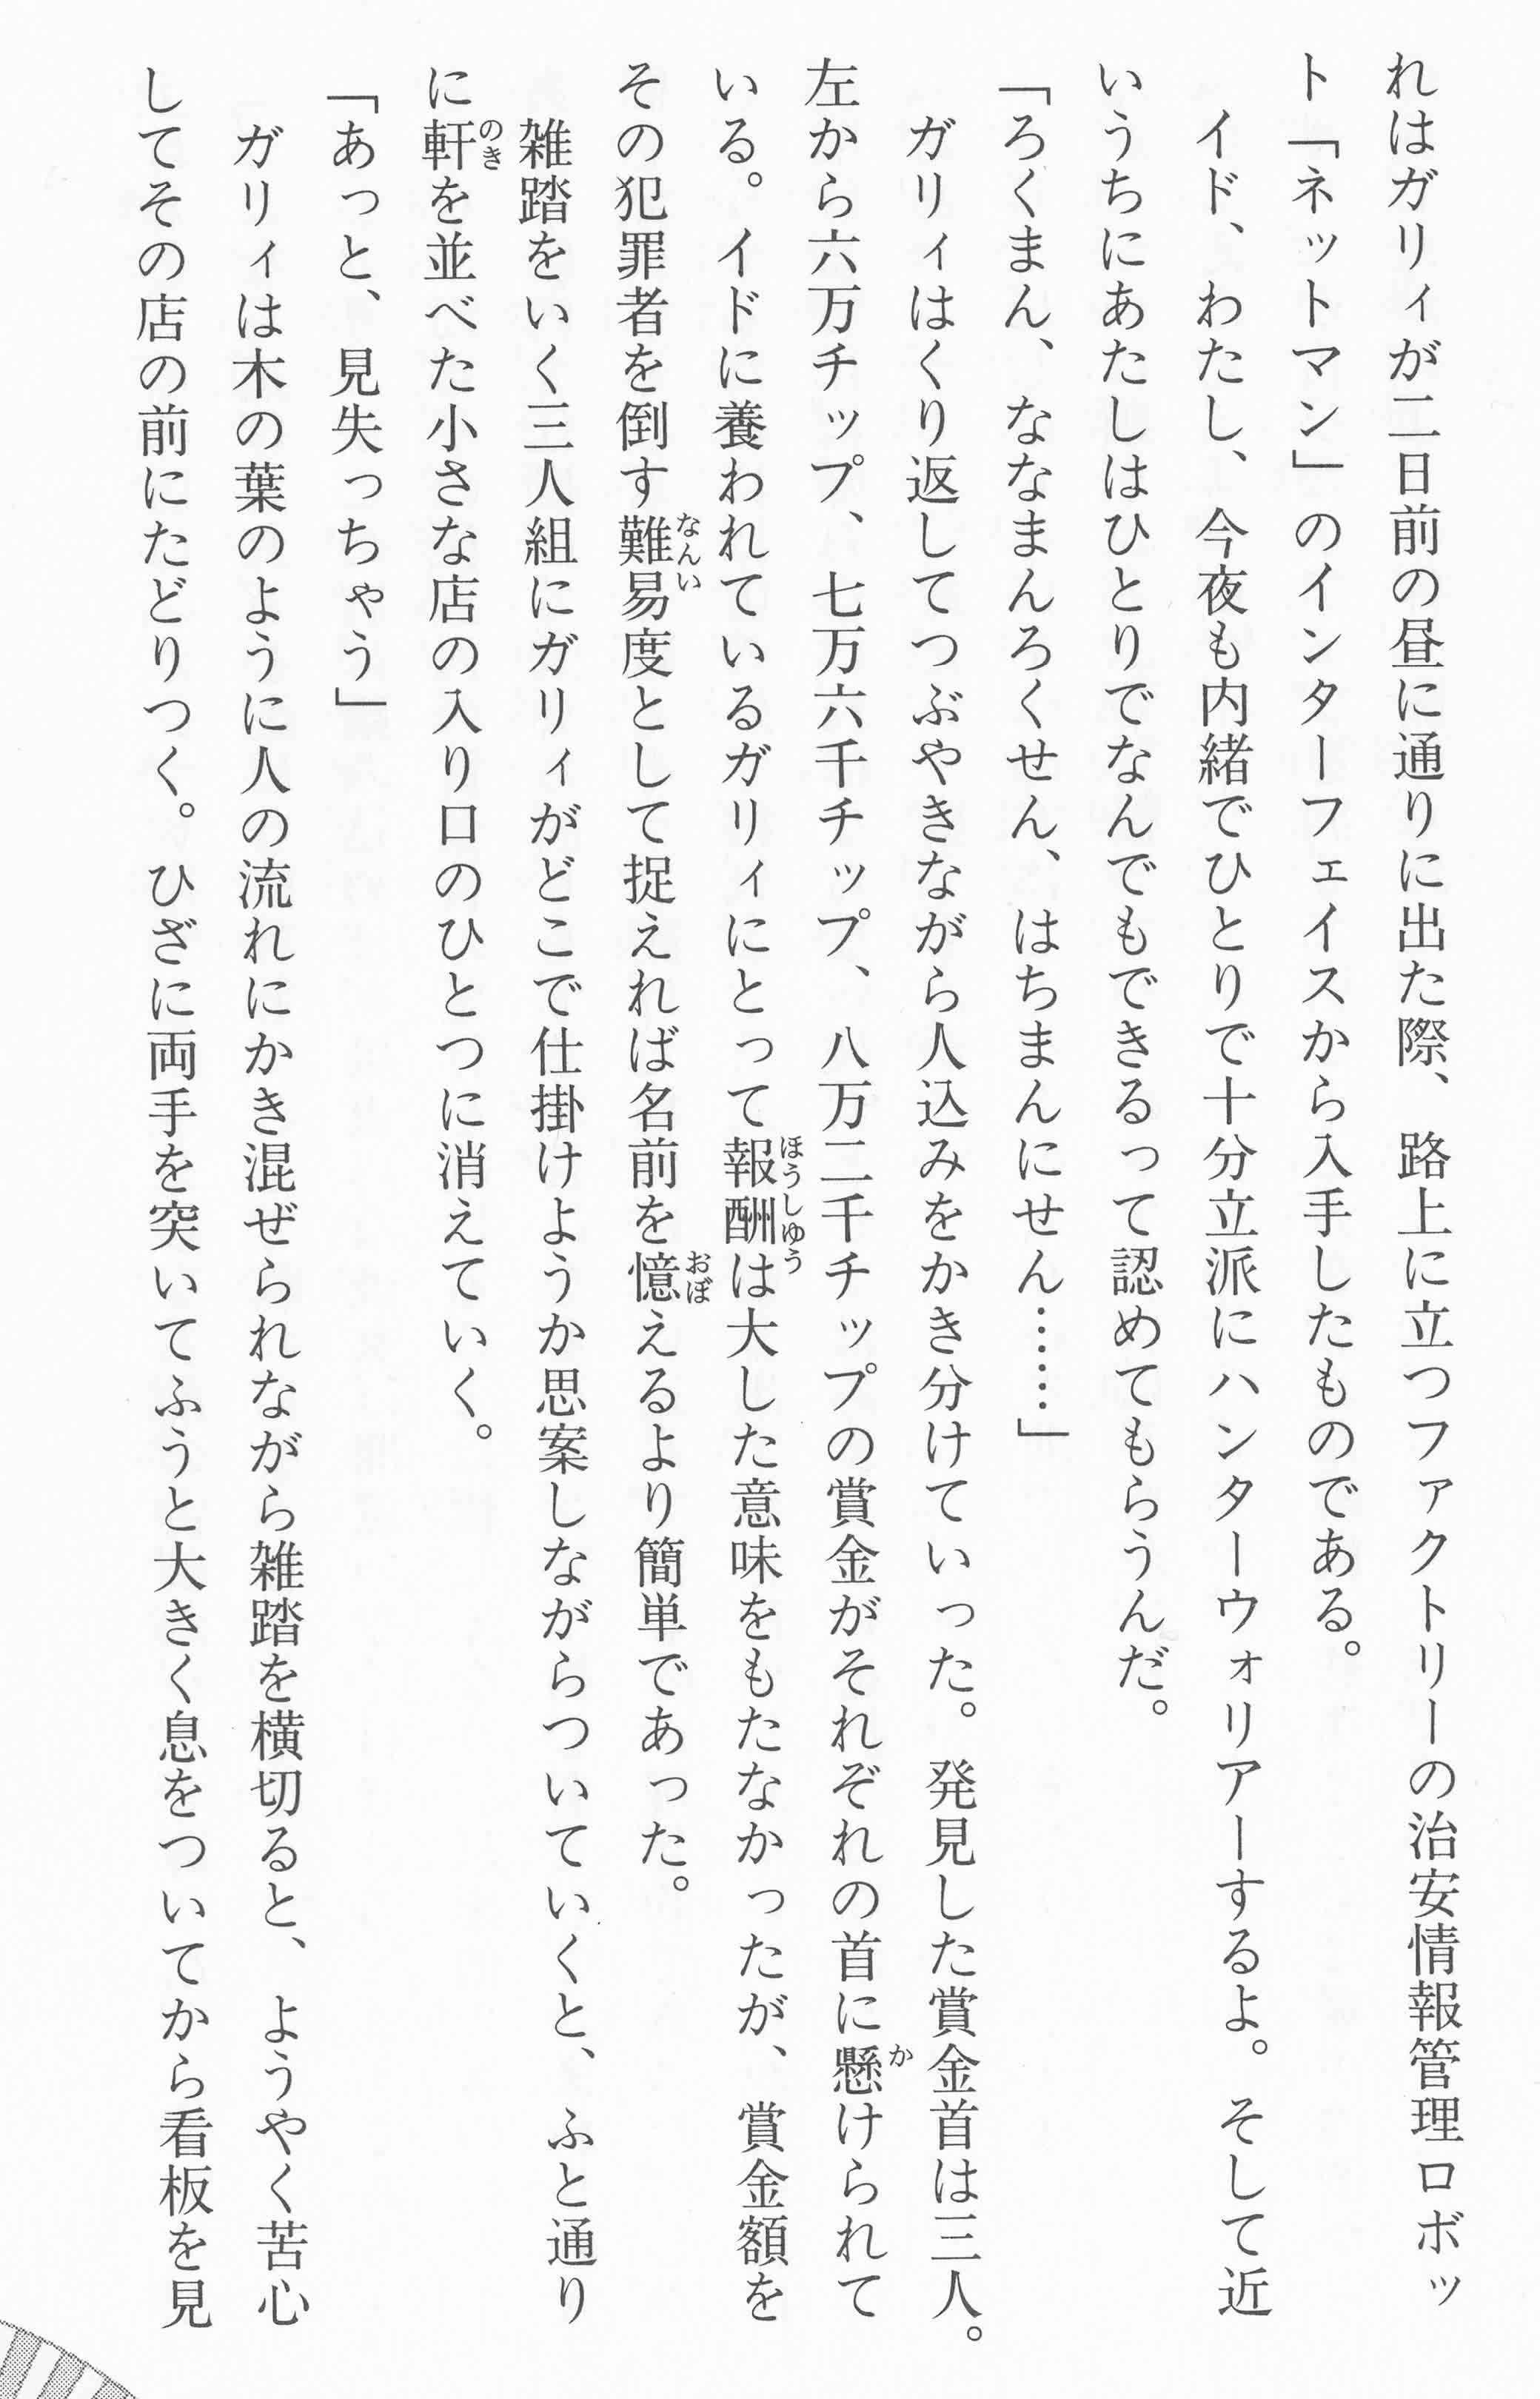 れはガリィが二日前の昼に通りに出た際、路上に立つファクトリーの治安情報管理ロボッ
ト「ネットマン」のインターフェイスから入手したものである。
　イド、わたし、今夜も内緒でひとりで十分立派にハンターウォリアーするよ。そして近
いうちにあたしはひとりでなんでもできるって認めてもらうんだ。
「ろくまん、ななまんろくせん、はちまんにせん……」
　ガリィはくり返してつぶやきながら人込みをかき分けていった。発見した賞金首は三人。
左から六万チップ、七万六千チップ、八万二千チップの賞金がそれぞれの首に懸けられて
いる。イドに養われているガリィにとって報酬は大した意味をもたなかったが、賞金額を
その犯罪者を倒す難易度として捉えれば名前を憶えるより簡単であった。
　雑踏をいく三人組にガリィがどこで仕掛けようか思案しながらついていくと、ふと通り
に軒を並べた小さな店の入り口のひとつに消えていく。
「あっと、見失っちゃう」
　ガリィは木の葉のように人の流れにかき混ぜられながら雑踏を横切ると、ようやく苦心
してその店の前にたどりつく。ひざに両手を突いてふうと大きく息をついてから看板を見